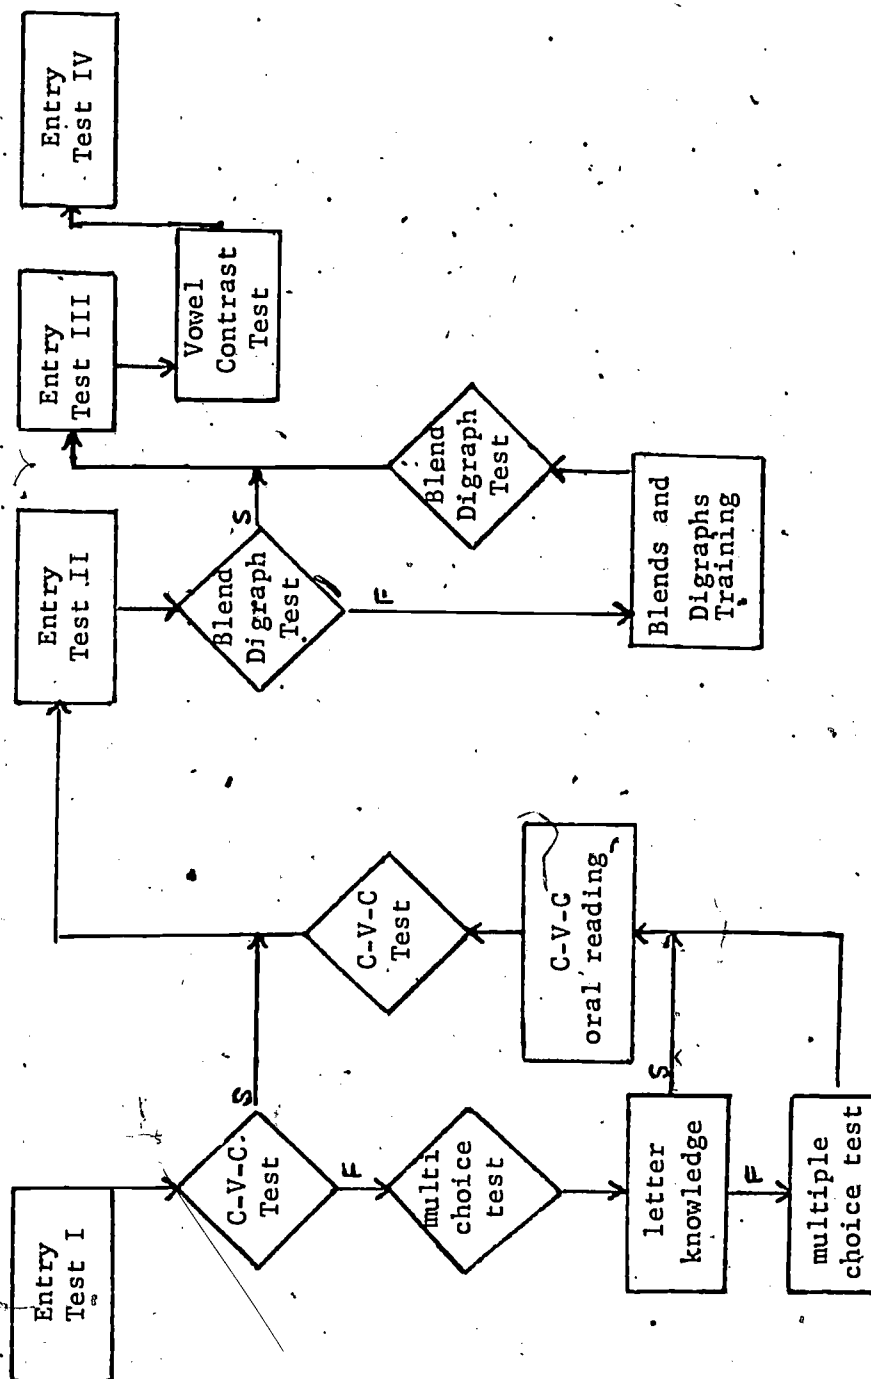 Entry
Test I
C-V-C
Test
S
F
multi
choice
test
letter
knowledge
S
F
multiple
choice test
C-V-C
oral reading
C-V-C
Test
Entry
Test II
Blend
Digraph
Test
S
F
Blends and
Digraphs
Training
Blend
Digraph
Test
Entry
Test III
Vowel
Contrast
Test
Entry
Test IV